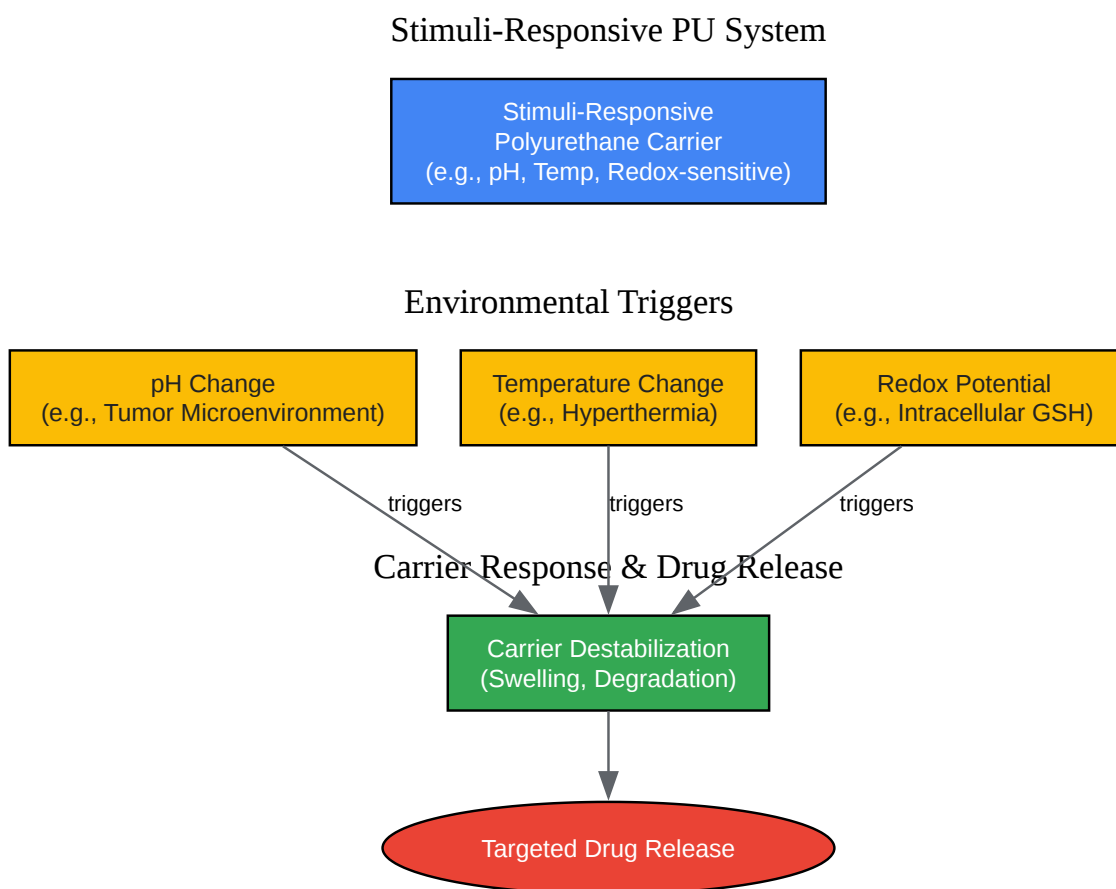 Stimuli-Responsive PU System
Stimuli-Responsive
Polyurethane Carrier
(e.g., pH, Temp, Redox-sensitive)
Environmental Triggers
pH Change
(e.g., Tumor Microenvironment)
Temperature Change
(e.g., Hyperthermia)
Redox Potential
(e.g., Intracellular GSH)
triggers
triggers
triggers
Carrier Response & Drug Release
Carrier Destabilization
(Swelling, Degradation)
Targeted Drug Release